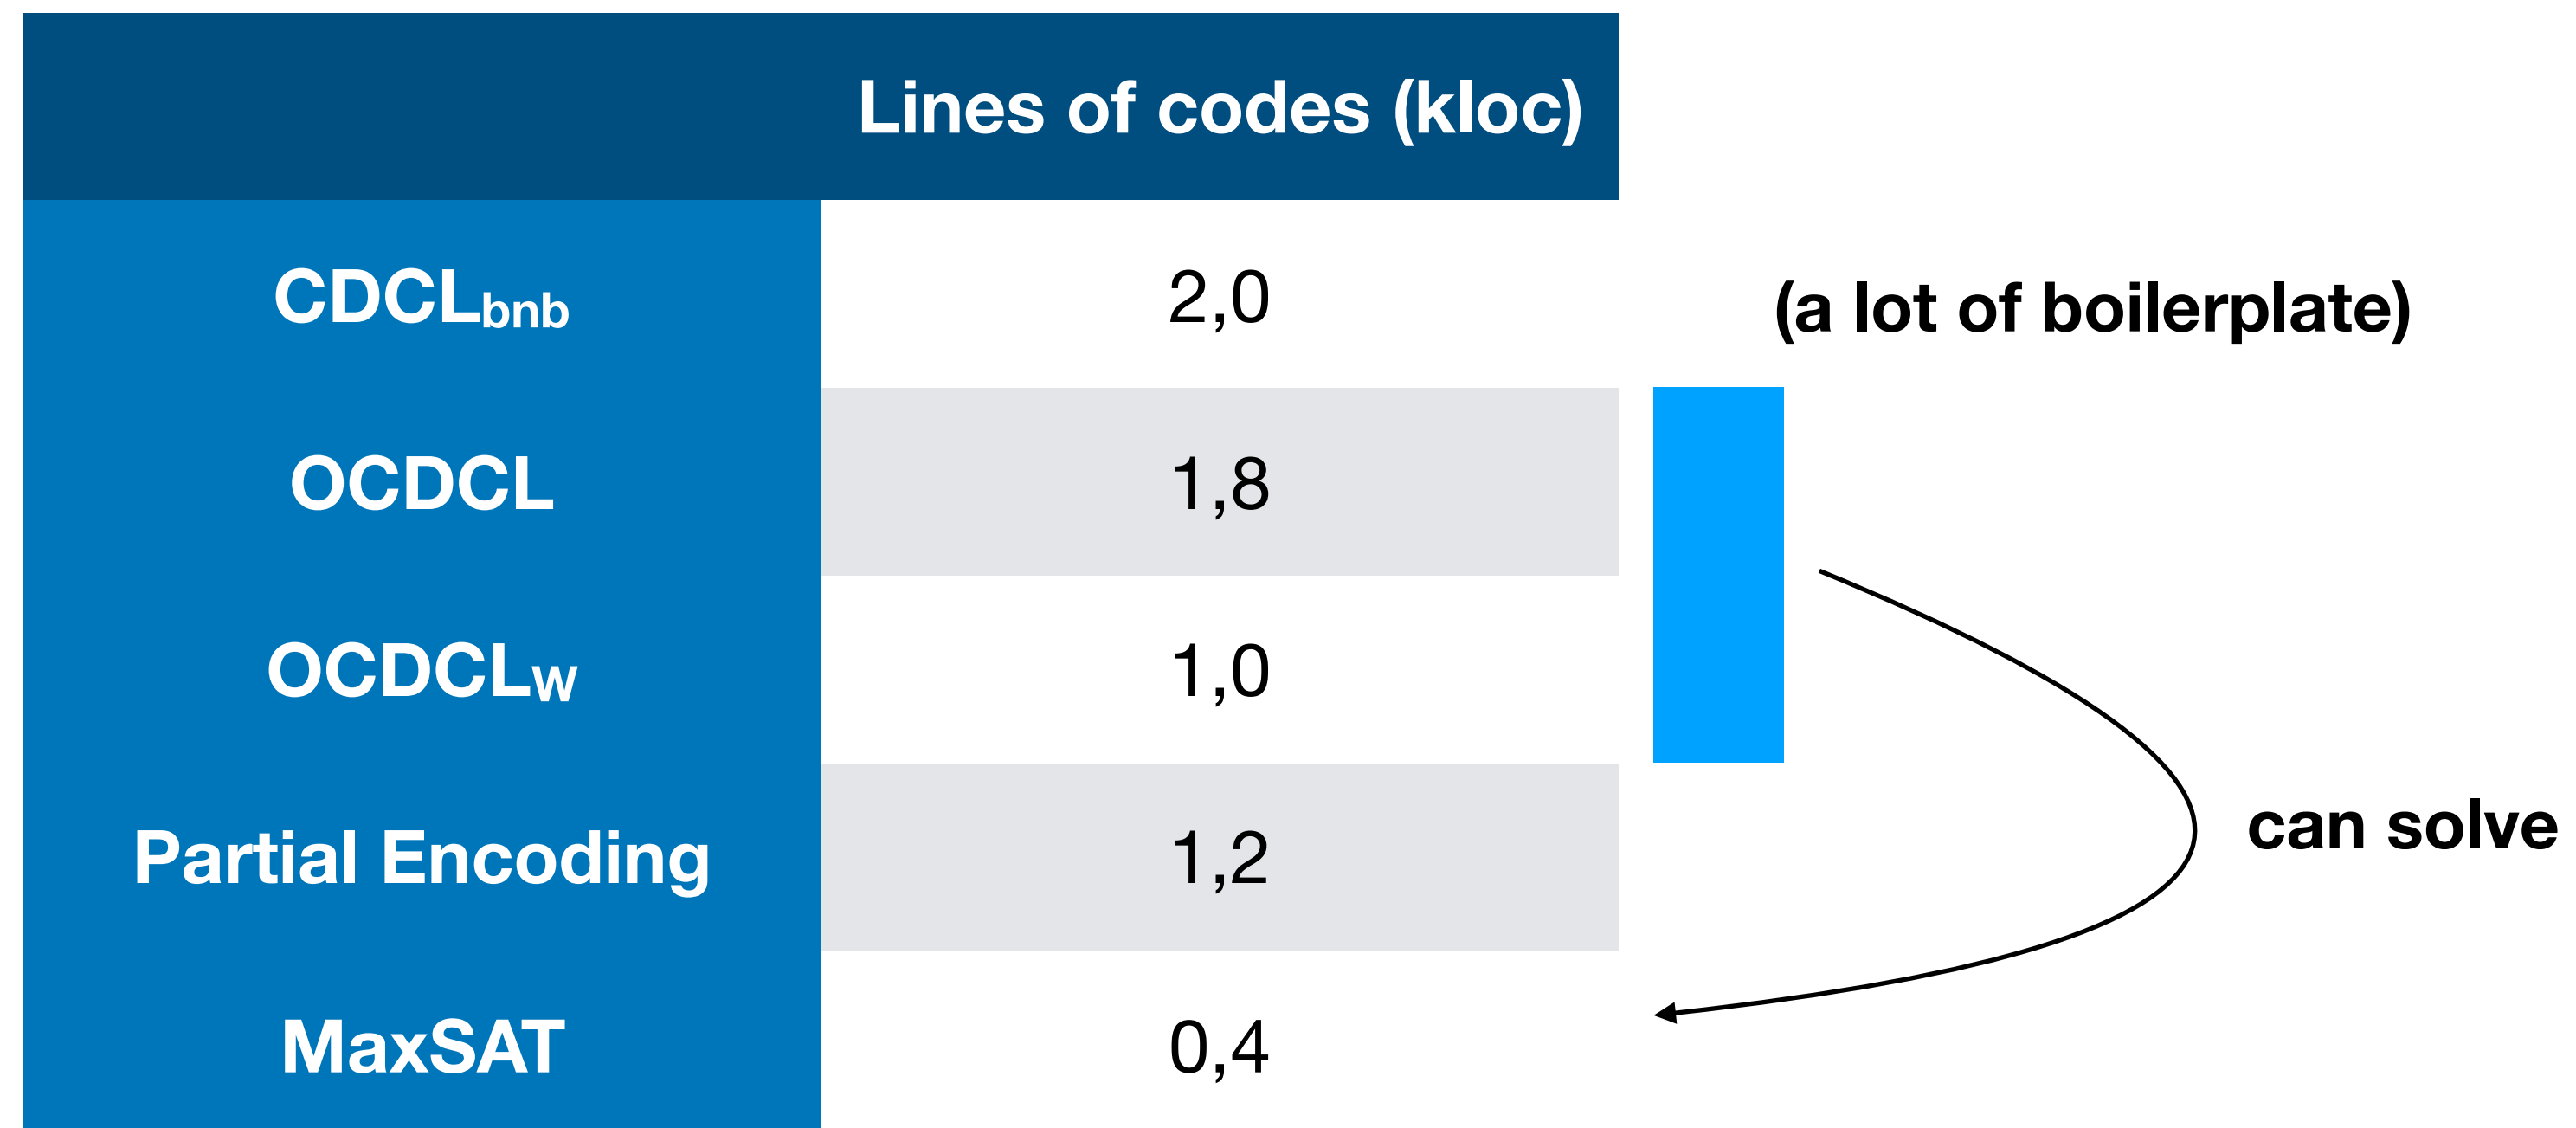 Lines of codes (kloc)
CDCLbnb 2,0 (a lot of boilerplate)
OCDCL 1,8
OCDCLW 1,0
can solve
Partial Encoding 1,2
MaxSAT 0,4